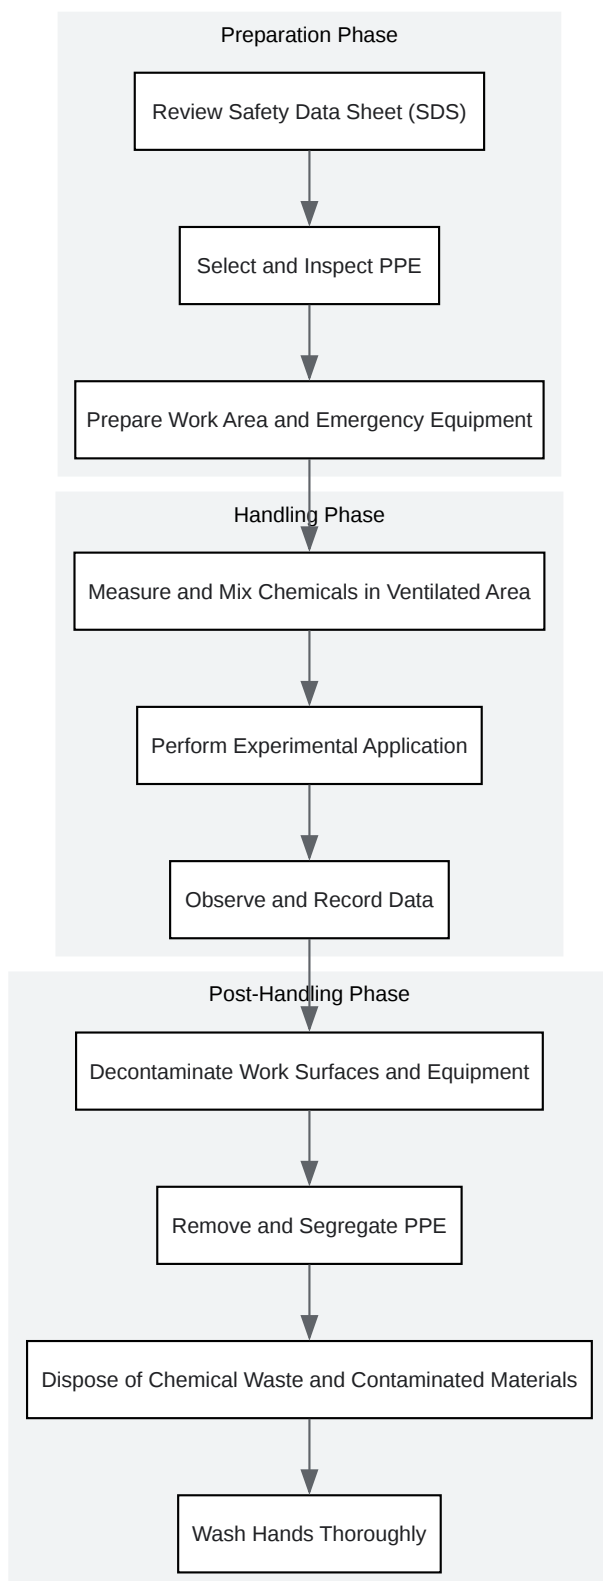 Preparation Phase
Review Safety Data Sheet (SDS)
Select and Inspect PPE
Prepare Work Area and Emergency Equipment
Handling Phase
Measure and Mix Chemicals in Ventilated Area
Perform Experimental Application
Observe and Record Data
Post-Handling Phase
Decontaminate Work Surfaces and Equipment
Remove and Segregate PPE
Dispose of Chemical Waste and Contaminated Materials
Wash Hands Thoroughly